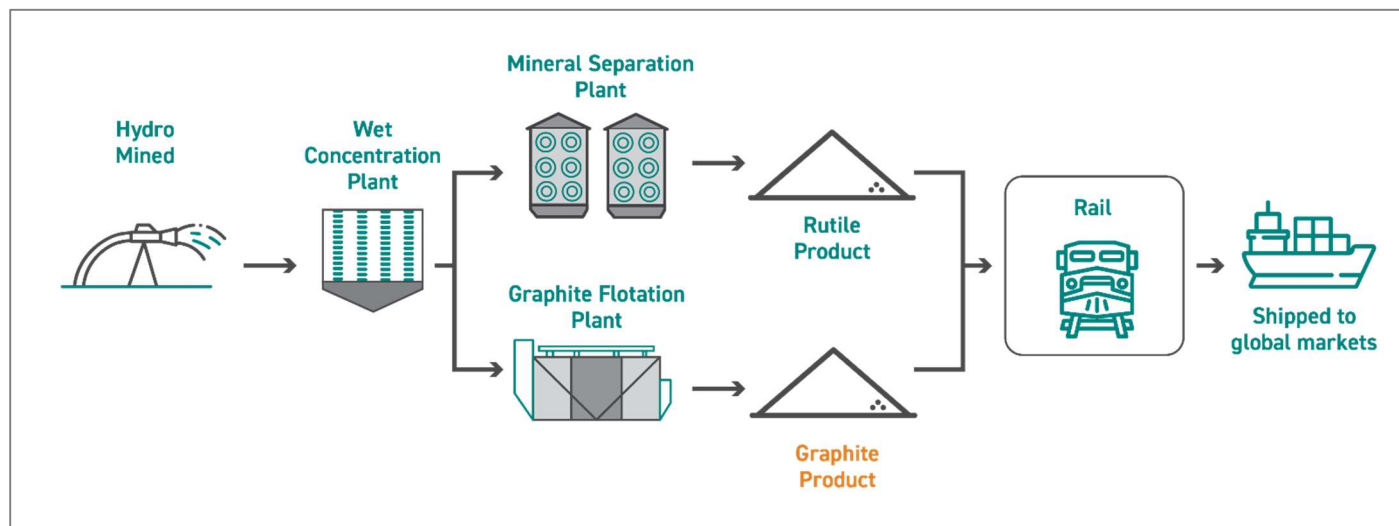 Hydro
Mined
Wet
Concentration
Plant
Mineral Separation
Plant
Rutile
Product
Graphite Flotation
Plant
Graphite
Product
Rail
Shipped to
global markets